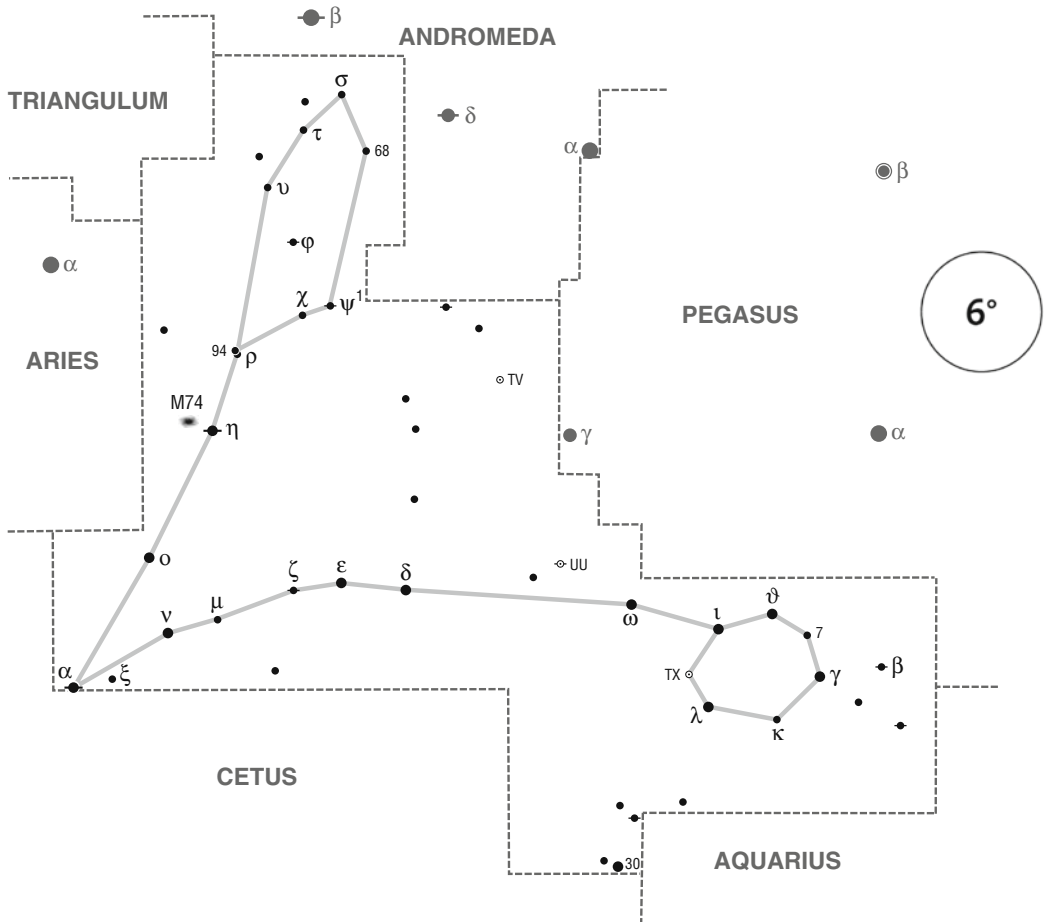 β
ANDROMEDA
σ
TRIANGULUM
δ
τ
α
68
β
υ
φ
α
χ
ψ¹
PEGASUS
6°
94
ρ
ARIES
TV
M74
η
γ
α
ο
UU
ζ
ε
δ
ϑ
μ
ω
ι
7
ν
α
ξ
TX
γ
β
λ
κ
CETUS
30
AQUARIUS